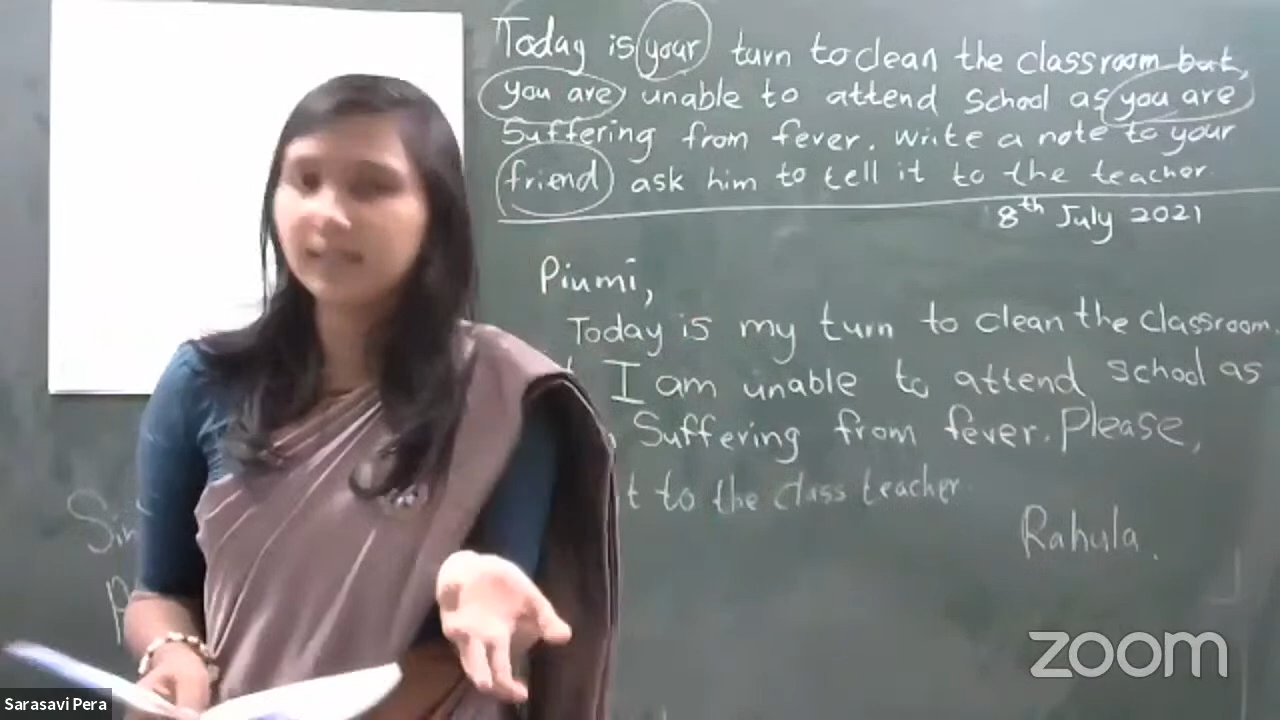 Today is your turn to clean the classroom but,
you are unable to attend school as you are
Suffering from fever. Write a note to your
friend ask him to tell it to the teacher.
8th July 2021
Piumi,
Today is my turn to clean the classroom.
I am unable to attend school as
Suffering from fever. Please,
t to the class teacher.
Rahula.
Sin
zoom
Sarasavi Pera